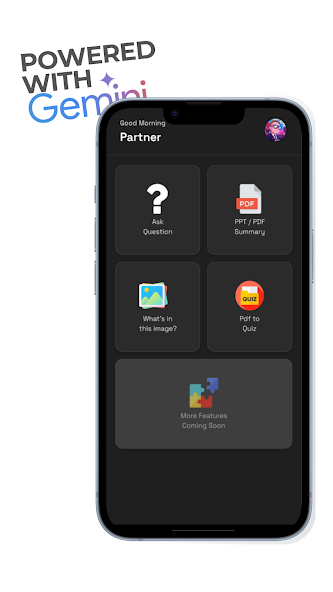 POWERED
WITH
Gemini
Good Morning
Partner
?
Ask
Question
PDF
PPT / PDF
Summary
What's in
this image?
QUIZ
Pdf to
Quiz
More Features
Coming Soon